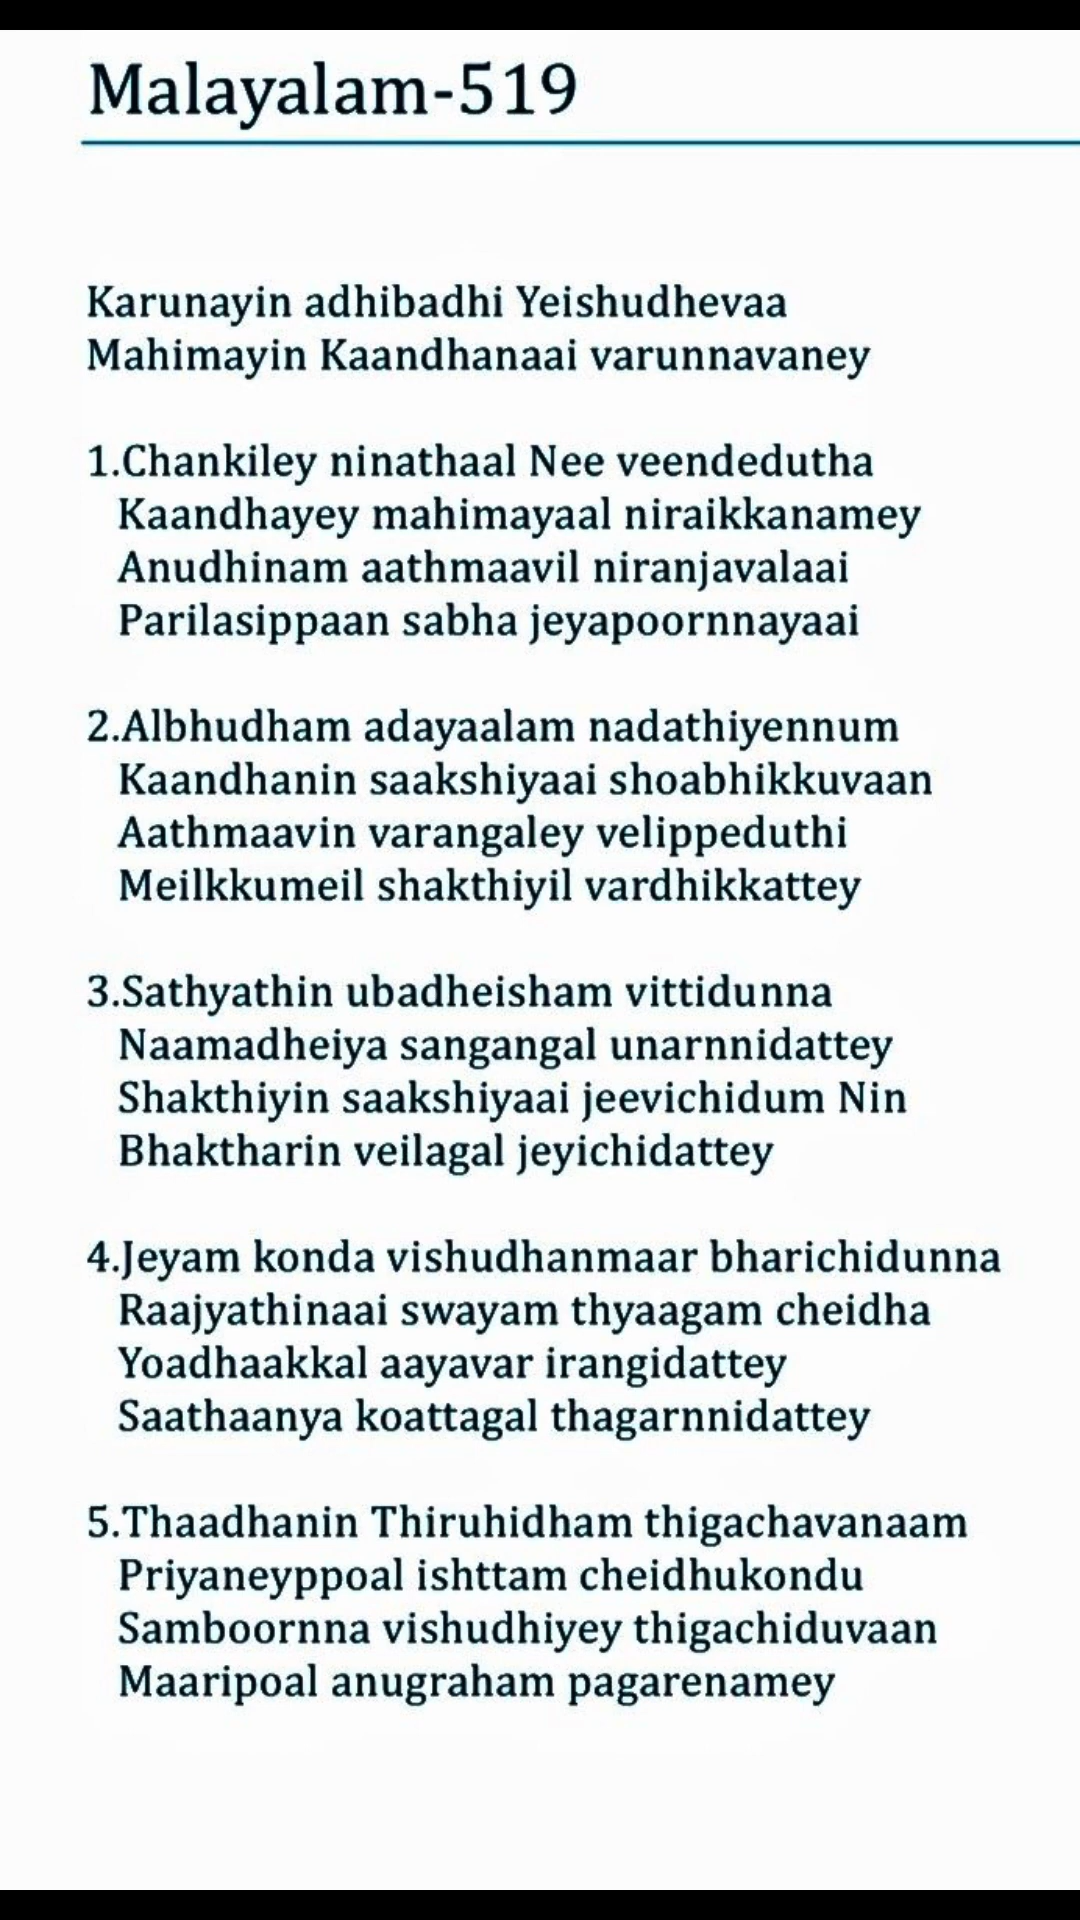 Malayalam-519
Karunayin adhibadhi Yeishudhevaa
Mahimayin Kaandhanaai varunnavaney
1.Chankiley ninathaal Nee veendedutha
Kaandhayey mahimayaal niraikkanamey
Anudhinam aathmaavil niranjavalaai
Parilasippaan sabha jeyapoornnayaai
2.Albhudham adayaalam nadathiyennum
Kaandhanin saakshiyaai shoabhikkuvaan
Aathmaavin varangaley velippeduthi
Meilkkumeil shakthiyil vardhikkattey
3.Sathyathin ubadheisham vittidunna
Naamadheiya sangangal unarnnidattey
Shakthiyin saakshiyaai jeevichidum Nin
Bhaktharin veilagal jeyichidattey
4.Jeyam konda vishudhanmaar bharichidunna
Raajyathinaai swayam thyaagam cheidha
Yoadhaakkal aayavar irangidattey
Saathaanya koattagal thagarnnidattey
5.Thaadhanin Thiruhidham thigachavanaam
Priyaneyppoal ishttam cheidhukondu
Samboornna vishudhiyey thigachiduvaan
Maaripoal anugraham pagarenamey